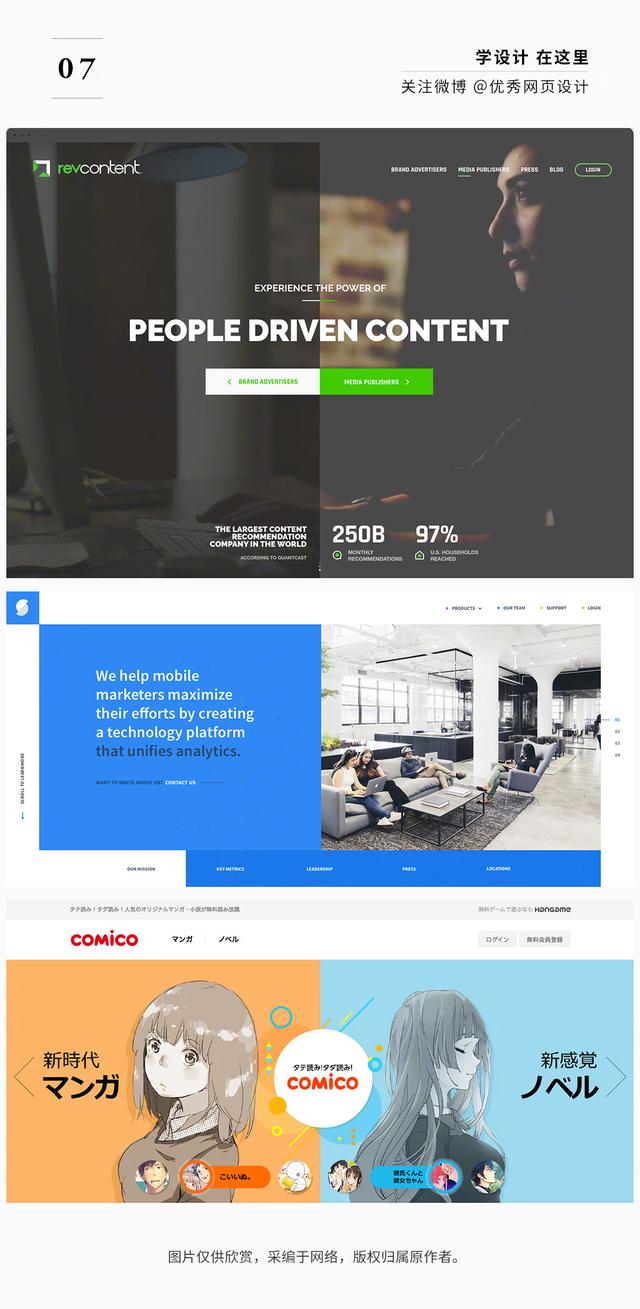 07
学设计 在这里
关注微博 @优秀网页设计
revcontent
BRAND ADVERTISERS MEDIA PUBLISHERS PRESS BLOG LOGIN
EXPERIENCE THE POWER OF
PEOPLE DRIVEN CONTENT
BRAND ADVERTISERS MEDIA PUBLISHERS
THE LARGEST CONTENT
RECOMMENDATION
COMPANY IN THE WORLD
ACCORDING TO QUANTCAST
250B
MONTHLY
RECOMMENDATIONS
97%
U.S. HOUSEHOLDS
REACHED
PRODUCTS OUR TEAM SUPPORT LOGIN
We help mobile
marketers maximize
their efforts by creating
a technology platform
that unifies analytics.
WANT TO WRITE ABOUT US? CONTACT US
SCROLL TO LEARN MORE
01
02
03
04
OUR MISSION KEY METRICS LEADERSHIP PRESS LOCATIONS
タテ読み!タダ読み!人気のオリジナルマンガ・小説が無料読み放題
無料ゲームで遊ぶなら Hangame
comico マンガ ノベル ログイン 無料会員登録
新時代
マンガ
タテ読み!タダ読み!
comico
新感覚
ノベル
こいいぬ。
彼氏くんと
彼女ちゃん
图片仅供欣赏，采编于网络，版权归属原作者。